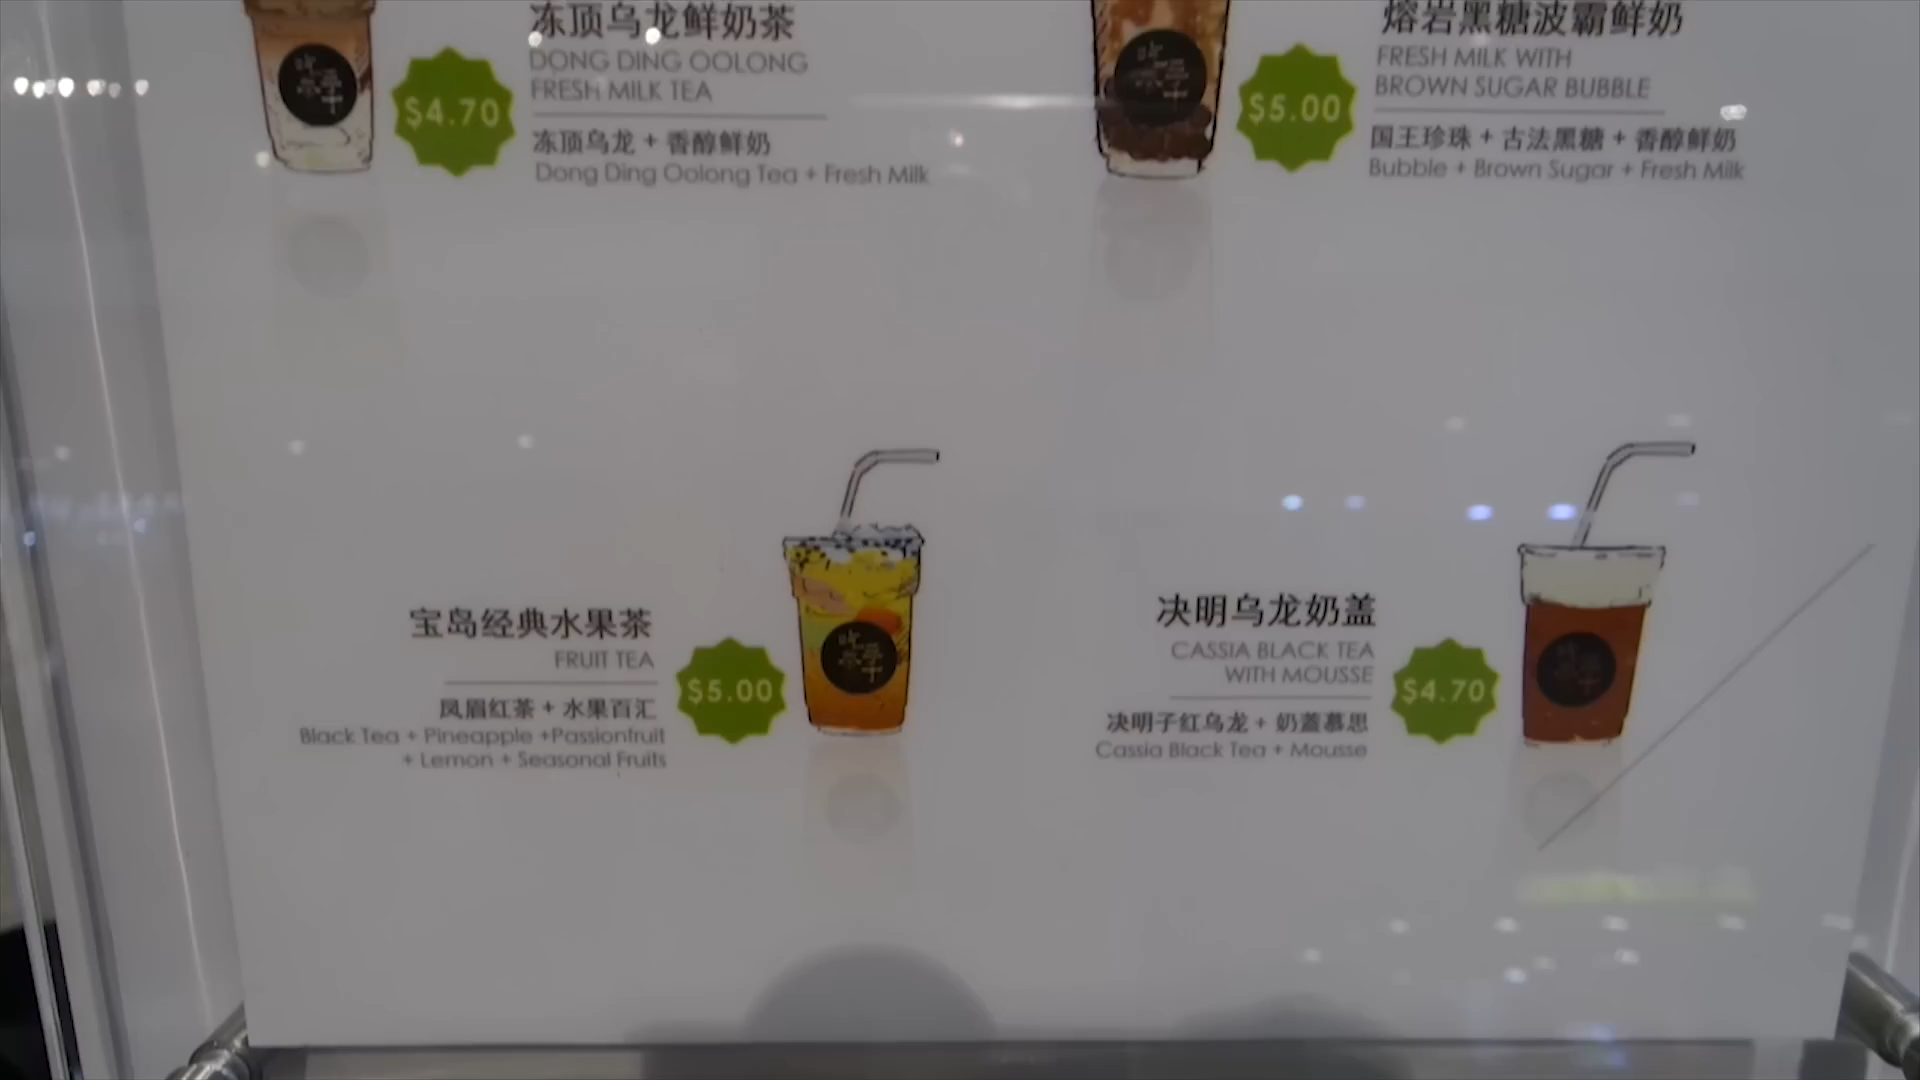 冻顶乌龙鲜奶茶
DONG DING OOLONG
FRESH MILK TEA
$4.70
冻顶乌龙 + 香醇鲜奶
Dong Ding Oolong Tea + Fresh Milk
熔岩黑糖波霸鲜奶
FRESH MILK WITH
BROWN SUGAR BUBBLE
$5.00
国王珍珠 + 古法黑糖 + 香醇鲜奶
Bubble + Brown Sugar + Fresh Milk
宝岛经典水果茶
FRUIT TEA
$5.00
凤眉红茶 + 水果百汇
Black Tea + Pineapple +Passionfruit
+ Lemon + Seasonal Fruits
决明乌龙奶盖
CASSIA BLACK TEA
WITH MOUSSE
$4.70
决明子红乌龙 + 奶蓋慕思
Cassia Black Tea + Mousse